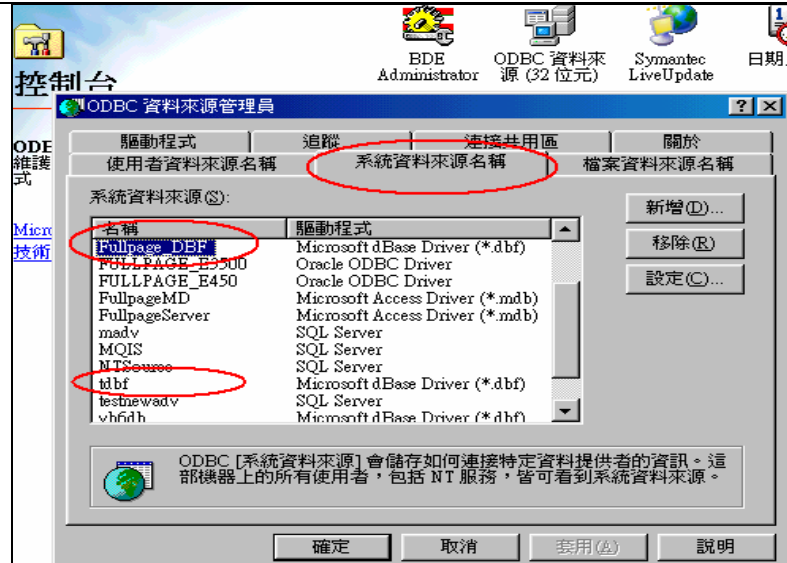 BDE
Administrator
ODBC 資料來
源 (32 位元)
Symantec
LiveUpdate
日期
控制台
ODBC 資料來源管理員
ODE
維護
式
Micro
技術
驅動程式
追蹤
連接共用區
關於
使用者資料來源名稱
系統資料來源名稱
檔案資料來源名稱
系統資料來源(S):
名稱 驅動程式
Fullpage_DBF Microsoft dBase Driver (*.dbf)
FULLPAGE_E3500 Oracle ODBC Driver
FULLPAGE_E450 Oracle ODBC Driver
FullpageMD Microsoft Access Driver (*.mdb)
FullpageServer Microsoft Access Driver (*.mdb)
madv SQL Server
MQIS SQL Server
NTSource SQL Server
tdbf Microsoft dBase Driver (*.dbf)
testnewadv SQL Server
vb6db Microsoft dBase Driver (*.dbf)
新增(D)...
移除(R)
設定(C)...
ODBC [系統資料來源] 會儲存如何連接特定資料提供者的資訊。這
部機器上的所有使用者，包括 NT 服務，皆可看到系統資料來源。
確定
取消
套用(A)
說明